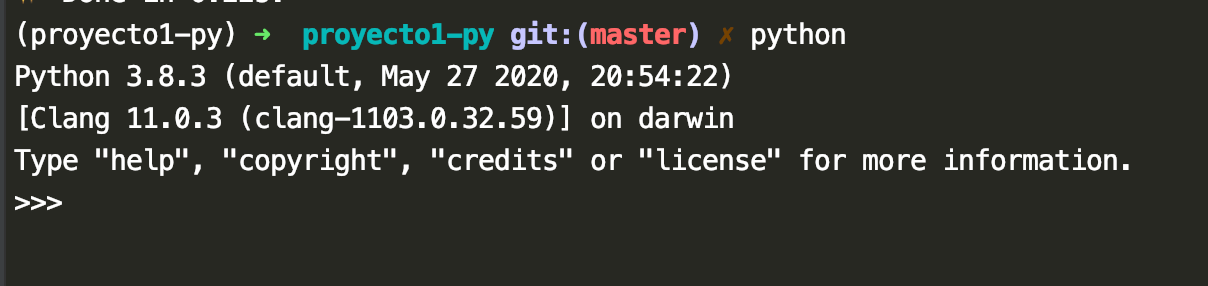 (proyecto1-py) ➜ proyecto1-py git:(master) ✗ python
Python 3.8.3 (default, May 27 2020, 20:54:22)
[Clang 11.0.3 (clang-1103.0.32.59)] on darwin
Type "help", "copyright", "credits" or "license" for more information.
>>>